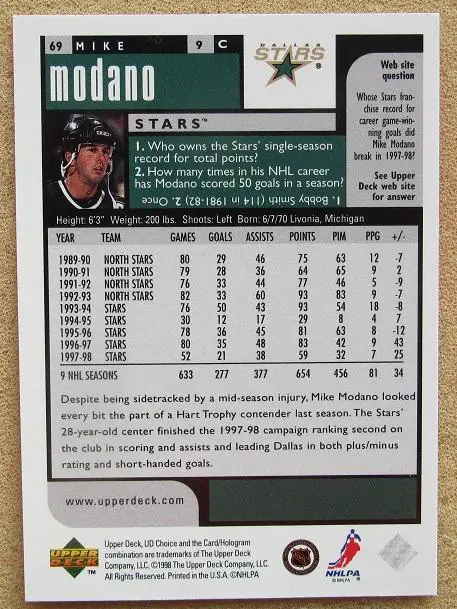 69 MIKE 9 C
modano
DALLAS
STARS
®
Web site
question
Whose Stars fran-
chise record for
career game-win-
ning goals did
Mike Modano
break in 1997-98?
See Upper
Deck web site
for answer
STARS™
1. Who owns the Stars' single-season
record for total points?
2. How many times in his NHL career
has Modano scored 50 goals in a season?
1. Bobby Smith (114 in 1981-82) 2. Once
Height: 6'3" Weight: 200 lbs. Shoots: Left Born: 6/7/70 Livonia, Michigan
YEAR TEAM GAMES GOALS ASSISTS POINTS PIM PPG +/-
1989-90 NORTH STARS 80 29 46 75 63 12 -7
1990-91 NORTH STARS 79 28 36 64 65 9 2
1991-92 NORTH STARS 76 33 44 77 46 5 -9
1992-93 NORTH STARS 82 33 60 93 83 9 -7
1993-94 STARS 76 50 43 93 54 18 -8
1994-95 STARS 30 12 17 29 8 4 7
1995-96 STARS 78 36 45 81 63 8 -12
1996-97 STARS 80 35 48 83 42 9 43
1997-98 STARS 52 21 38 59 32 7 25
9 NHL SEASONS 633 277 377 654 456 81 34
Despite being sidetracked by a mid-season injury, Mike Modano looked
every bit the part of a Hart Trophy contender last season. The Stars'
28-year-old center finished the 1997-98 campaign ranking second on
the club in scoring and assists and leading Dallas in both plus/minus
rating and short-handed goals.
www.upperdeck.com
UPPER
DECK™
Upper Deck, UD Choice and the Card/Hologram
combination are trademarks of The Upper Deck
Company, LLC. ©1998 The Upper Deck Company, LLC.
All Rights Reserved. Printed in the U.S.A. ©NHLPA
NHLPA
© NHLPA